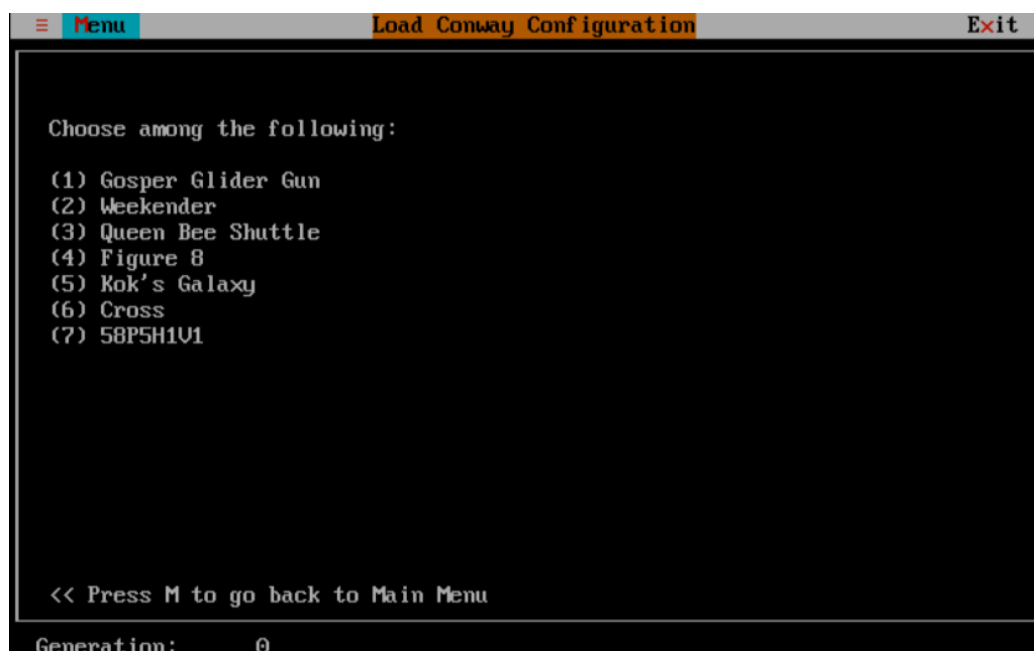 ≡ Menu Load Conway Configuration Exit
Choose among the following:
(1) Gosper Glider Gun
(2) Weekender
(3) Queen Bee Shuttle
(4) Figure 8
(5) Kok's Galaxy
(6) Cross
(7) 58P5H1V1
<< Press M to go back to Main Menu
Generation: 0